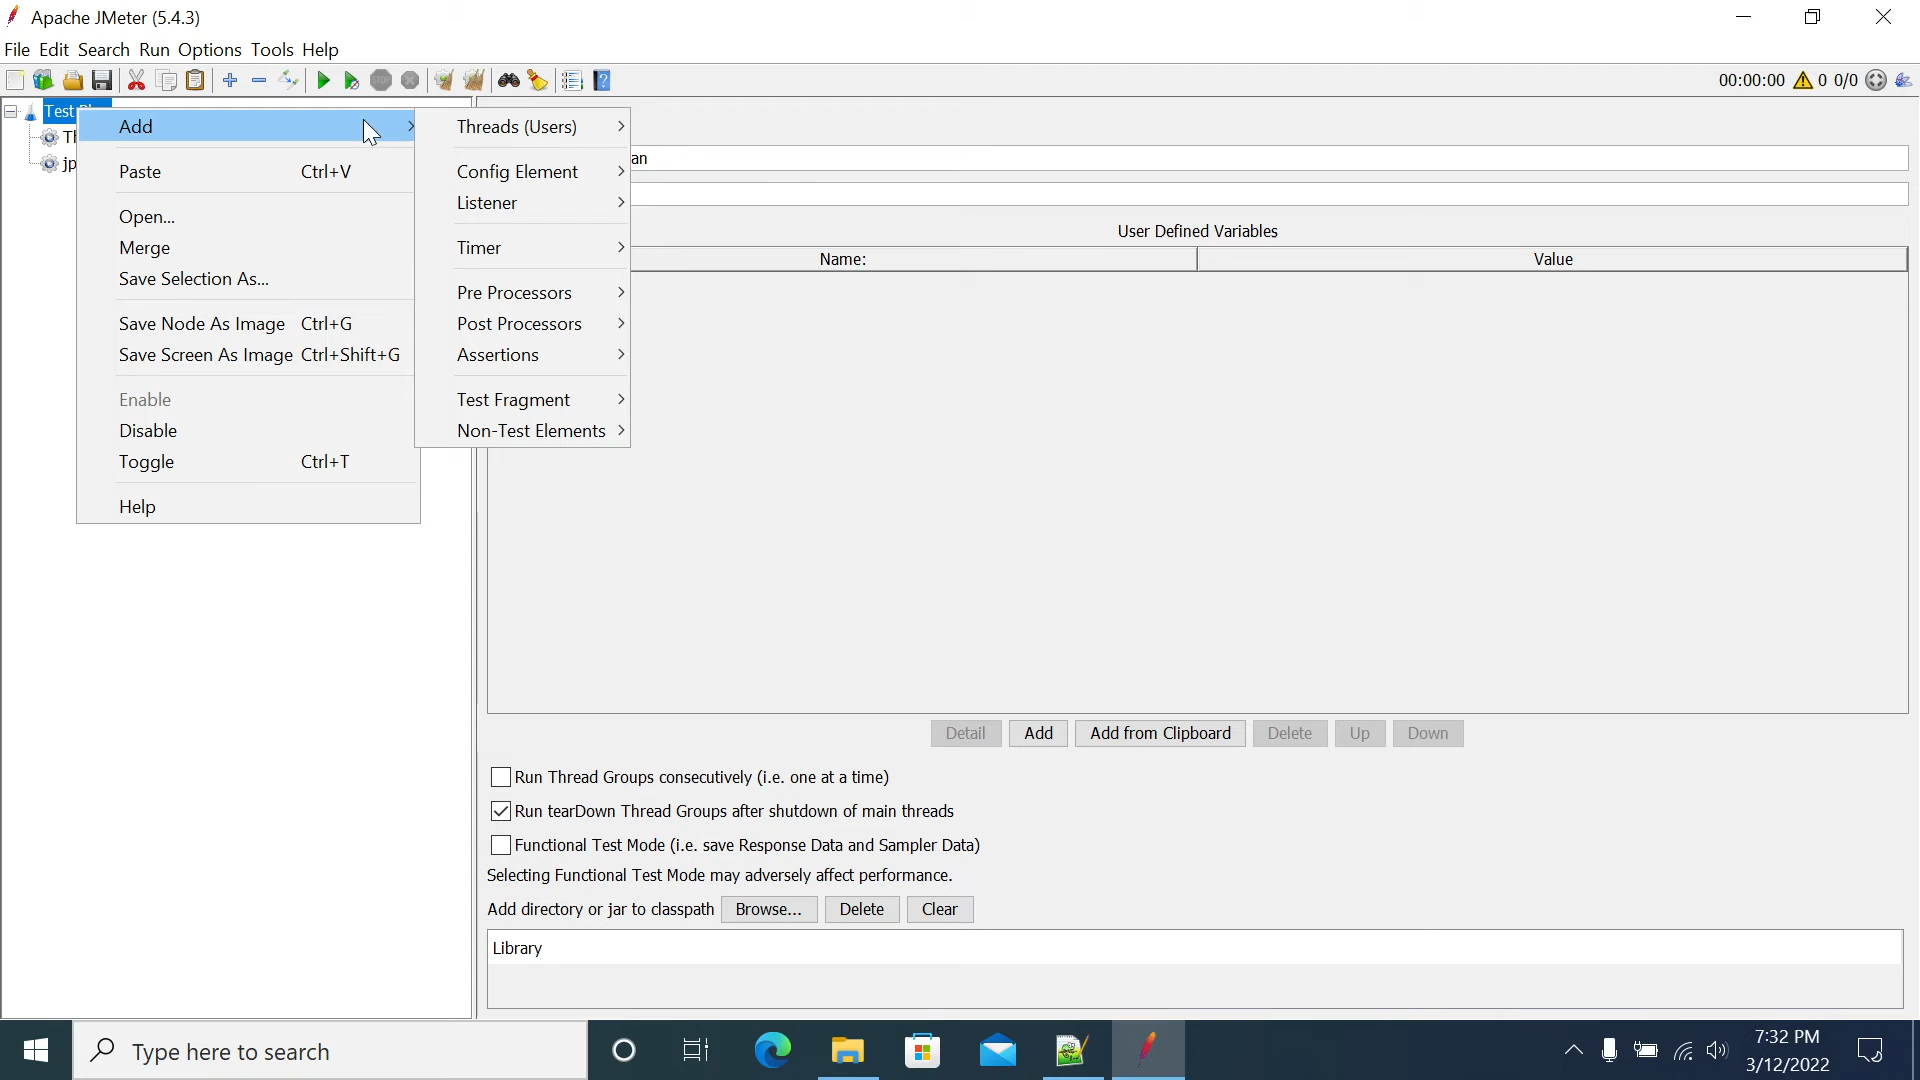 Apache JMeter (5.4.3)
File Edit Search Run Options Tools Help
00:00:00 0 0/0
Test Pl
Th
jp
Add
Paste Ctrl+V
Open...
Merge
Save Selection As...
Save Node As Image Ctrl+G
Save Screen As Image Ctrl+Shift+G
Enable
Disable
Toggle Ctrl+T
Help
Threads (Users)
Config Element
Listener
Timer
Pre Processors
Post Processors
Assertions
Test Fragment
Non-Test Elements
an
User Defined Variables
Name: Value
Detail Add Add from Clipboard Delete Up Down
Run Thread Groups consecutively (i.e. one at a time)
Run tearDown Thread Groups after shutdown of main threads
Functional Test Mode (i.e. save Response Data and Sampler Data)
Selecting Functional Test Mode may adversely affect performance.
Add directory or jar to classpath Browse... Delete Clear
Library
Type here to search
7:32 PM
3/12/2022